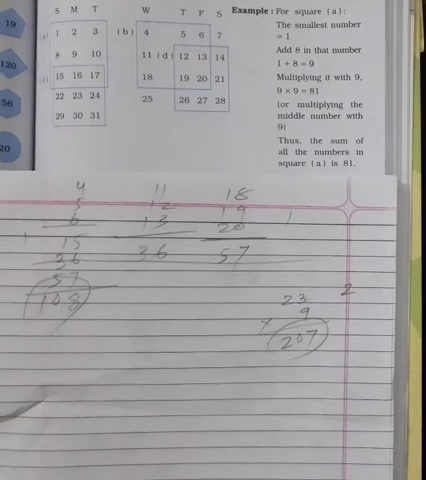 S M T W T F S
19
(a) 1 2 3 (b) 4 5 6 7
8 9 10 11 (d) 12 13 14
120
(c) 15 16 17 18 19 20 21
22 23 24 25 26 27 28
56
29 30 31
20
Example : For square (a) :
The smallest number
= 1
Add 8 in that number
1 + 8 = 9
Multiplying it with 9,
9 × 9 = 81
(or multiplying the
middle number with
9)
Thus, the sum of
all the numbers in
square (a) is 81.
4 11 18
5 12 19
6 13 20
15 36 57
36
57
108
23
× 9
207
2